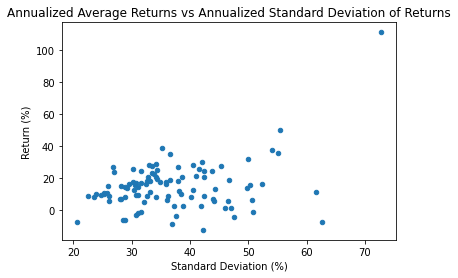 Annualized Average Returns vs Annualized Standard Deviation of Returns
100
80
60
40
20
0
Return (%)
20 30 40 50 60 70
Standard Deviation (%)